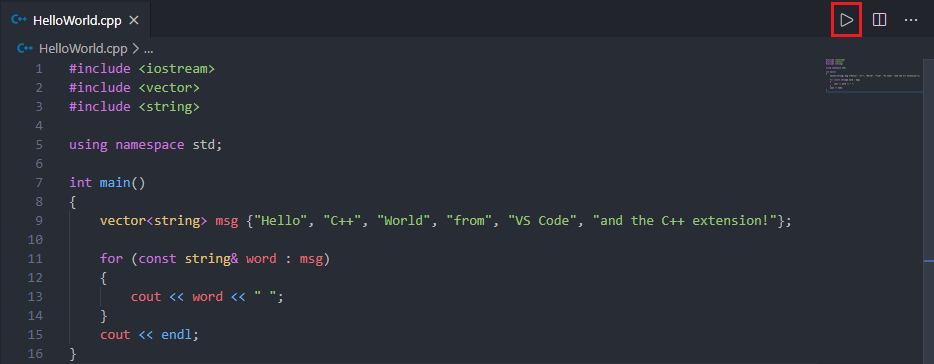 C++ HelloWorld.cpp ×
C++ HelloWorld.cpp > ...
1 #include <iostream>
2 #include <vector>
3 #include <string>
4
5 using namespace std;
6
7 int main()
8 {
9     vector<string> msg {"Hello", "C++", "World", "from", "VS Code", "and the C++ extension!"};
10
11     for (const string& word : msg)
12     {
13         cout << word << " ";
14     }
15     cout << endl;
16 }